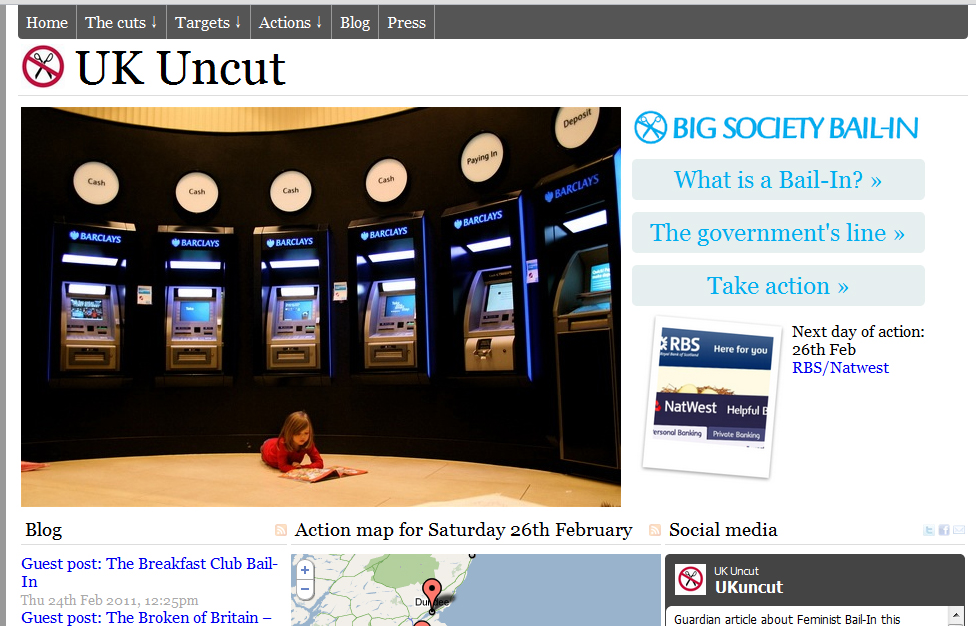 Home The cuts ↓ Targets ↓ Actions ↓ Blog Press
UK Uncut
Cash
Cash
Cash
Cash
Paying In
Deposit
BARCLAYS
BARCLAYS
BARCLAYS
BARCLAYS
BARCLAYS
BARCLAYS
BIG SOCIETY BAIL-IN
What is a Bail-In? »
The government's line »
Take action »
RBS Here for you
Royal Bank of Scotland
NatWest Helpful B
ersonal Banking Private Banking
Next day of action:
26th Feb
RBS/Natwest
Blog
Guest post: The Breakfast Club Bail-
In
Thu 24th Feb 2011, 12:25pm
Guest post: The Broken of Britain –
Action map for Saturday 26th February
+
−
Dundee
Social media
UK Uncut
UKuncut
Guardian article about Feminist Bail-In this